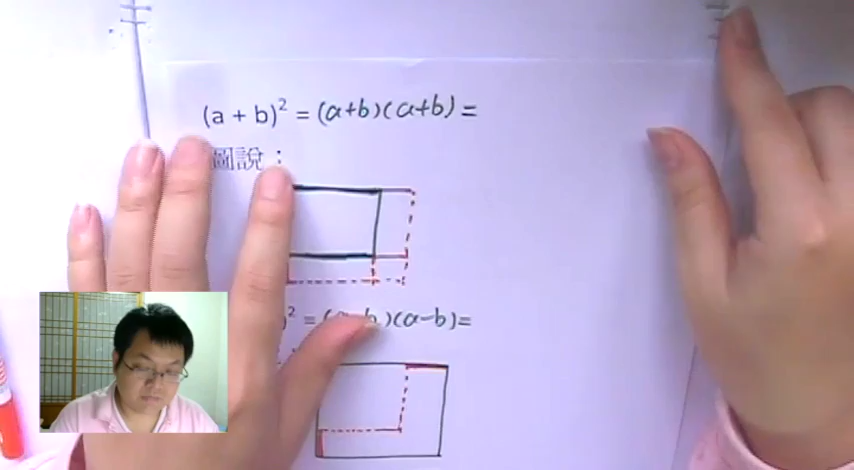 (a + b)² = (a+b)(a+b) =
圖說：
)² = (a-b)(a-b)=